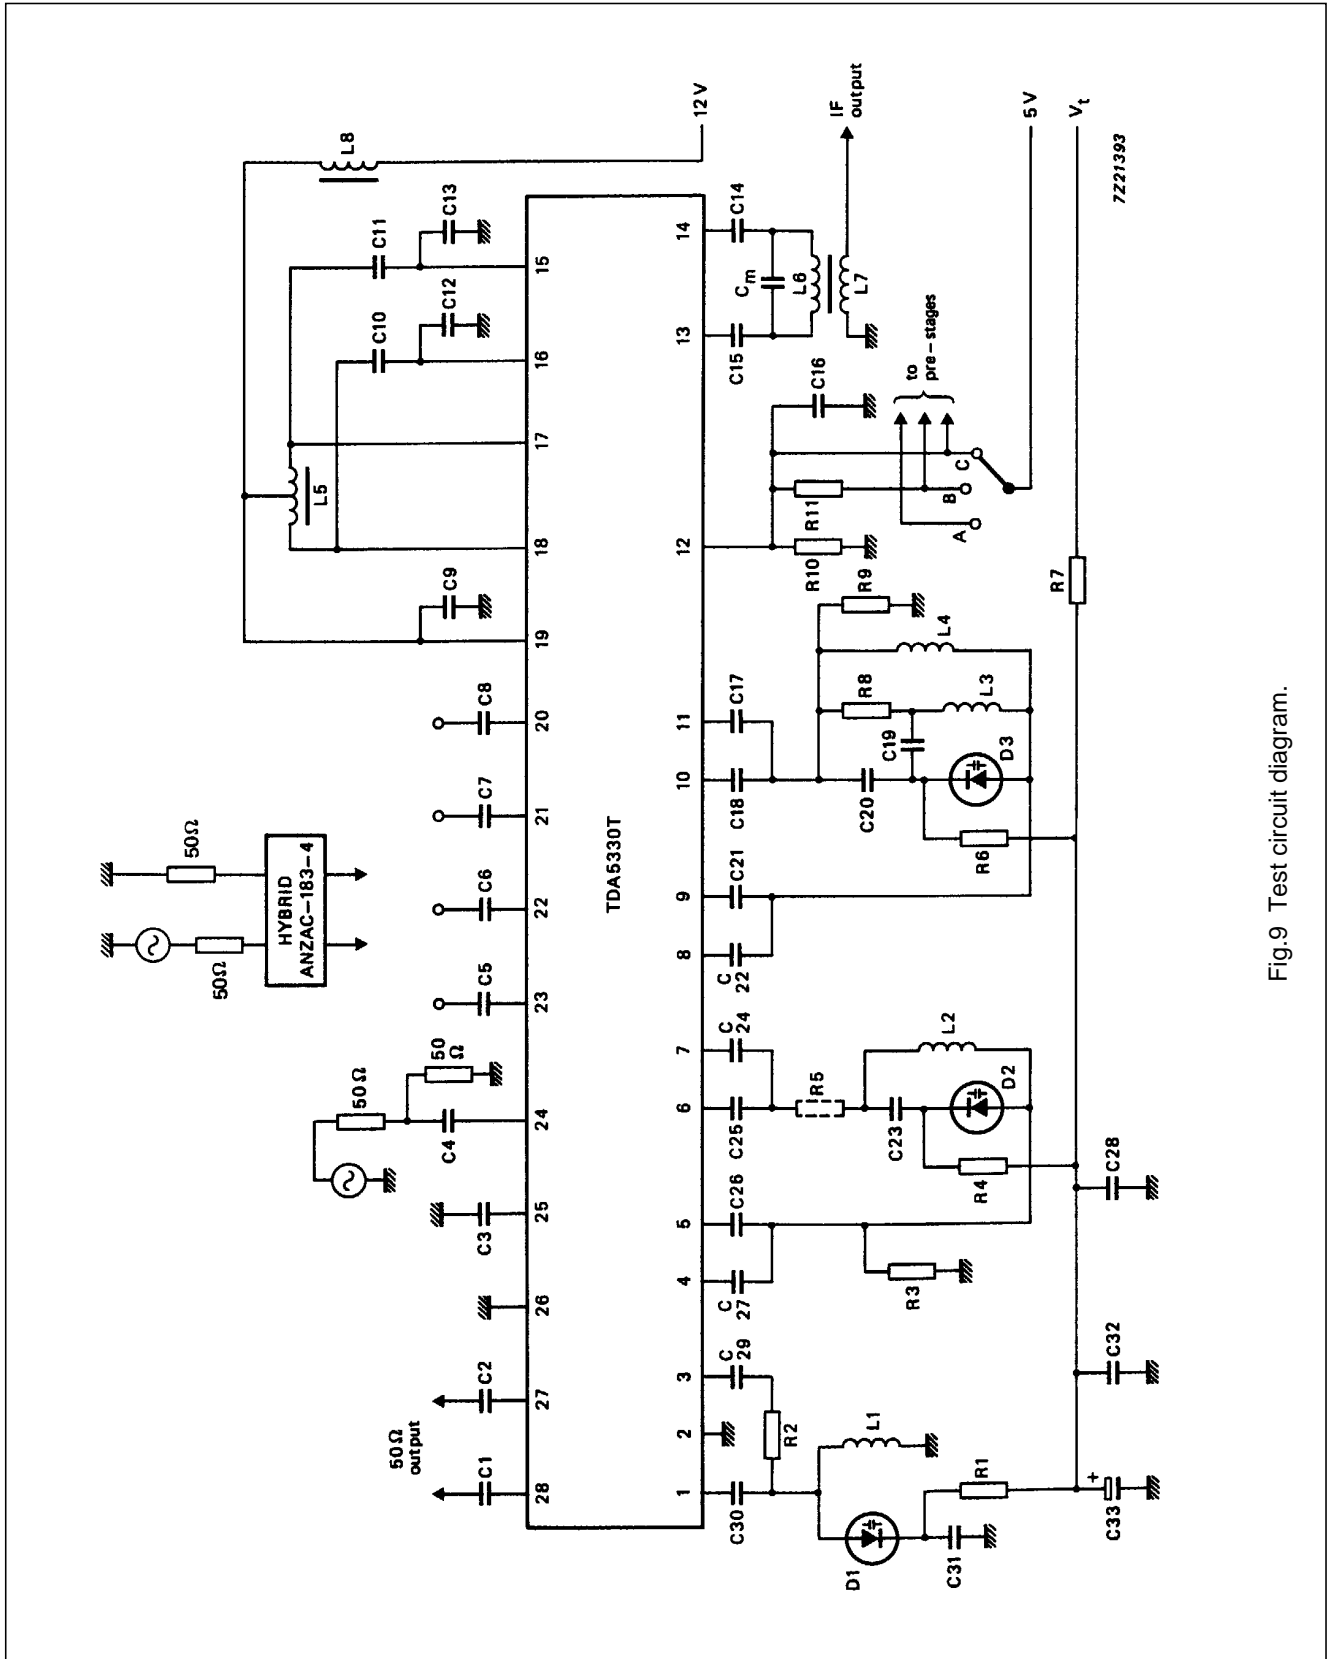 12 V
L8
C11
C13
C10
C12
L5
C9
15
16
17
18
19
20
21
22
23
24
25
26
27
28
C8
C7
C6
C5
50Ω
50Ω
HYBRID
ANZAC-183-4
50Ω
50
Ω
C4
C3
C2
C1
50Ω
output
TDA5330T
1
2
3
4
5
6
7
8
9
10
11
12
13
14
C30
C
29
C
27
C26
C25
C
24
C
22
C21
C18
C17
C15
C14
Cm
L6
L7
IF
output
C16
to
pre-stages
R11
R10
A
B
C
5 V
Vt
R9
L4
R8
L3
C19
C20
D3
R6
R7
R5
L2
C23
D2
R4
C28
R3
C32
R2
L1
R1
D1
C31
C33
+
7Z21393
Fig.9 Test circuit diagram.